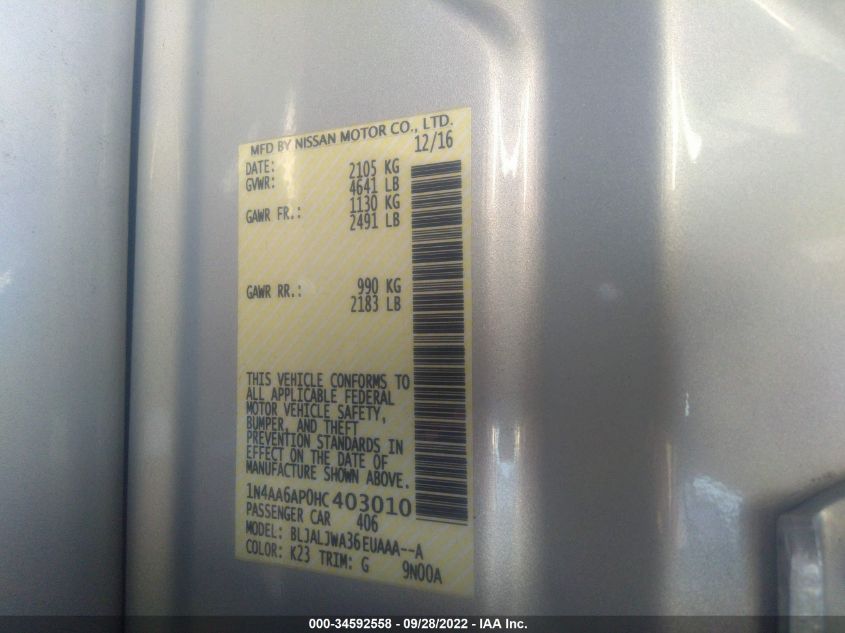 MFD BY NISSAN MOTOR CO., LTD.
DATE: 12/16
GVWR: 2105 KG
4641 LB
GAWR FR.: 1130 KG
2491 LB
GAWR RR.: 990 KG
2183 LB
THIS VEHICLE CONFORMS TO
ALL APPLICABLE FEDERAL
MOTOR VEHICLE SAFETY,
BUMPER, AND THEFT
PREVENTION STANDARDS IN
EFFECT ON THE DATE OF
MANUFACTURE SHOWN ABOVE.
1N4AA6AP0HC403010
PASSENGER CAR 406
MODEL: BLJALJWA36EUAAA--A
COLOR: K23 TRIM: G 9N00A
000-34592558 - 09/28/2022 - IAA Inc.